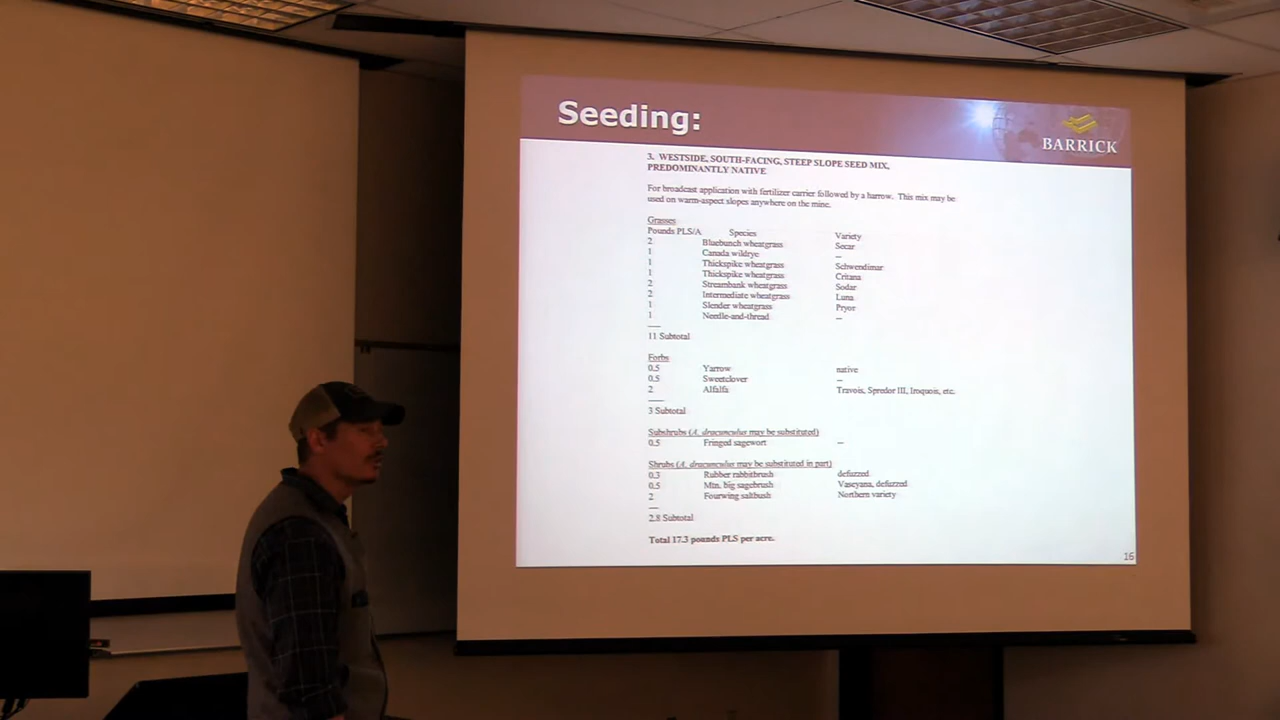 Seeding:
BARRICK
3. WESTSIDE, SOUTH-FACING, STEEP SLOPE SEED MIX,
PREDOMINANTLY NATIVE
For broadcast application with fertilizer carrier followed by a harrow. This mix may be
used on warm-aspect slopes anywhere on the mine.
Grasses
Pounds PLS/A Species Variety
2 Bluebunch wheatgrass Secar
1 Canada wildrye --
1 Thickspike wheatgrass Schwendimar
1 Thickspike wheatgrass Critana
2 Streambank wheatgrass Sodar
2 Intermediate wheatgrass Luna
1 Slender wheatgrass Pryor
1 Needle-and-thread --
11 Subtotal
Forbs
0.5 Yarrow native
0.5 Sweetclover --
2 Alfalfa Travois, Spredor III, Iroquois, etc.
3 Subtotal
Subshrubs (A. dracunculus may be substituted)
0.5 Fringed sagewort --
Shrubs (A. dracunculus may be substituted in part)
0.3 Rubber rabbitbrush defuzzed
0.5 Mtn. big sagebrush Vaseyana, defuzzed
2 Fourwing saltbush Northern variety
2.8 Subtotal
Total 17.3 pounds PLS per acre.
16